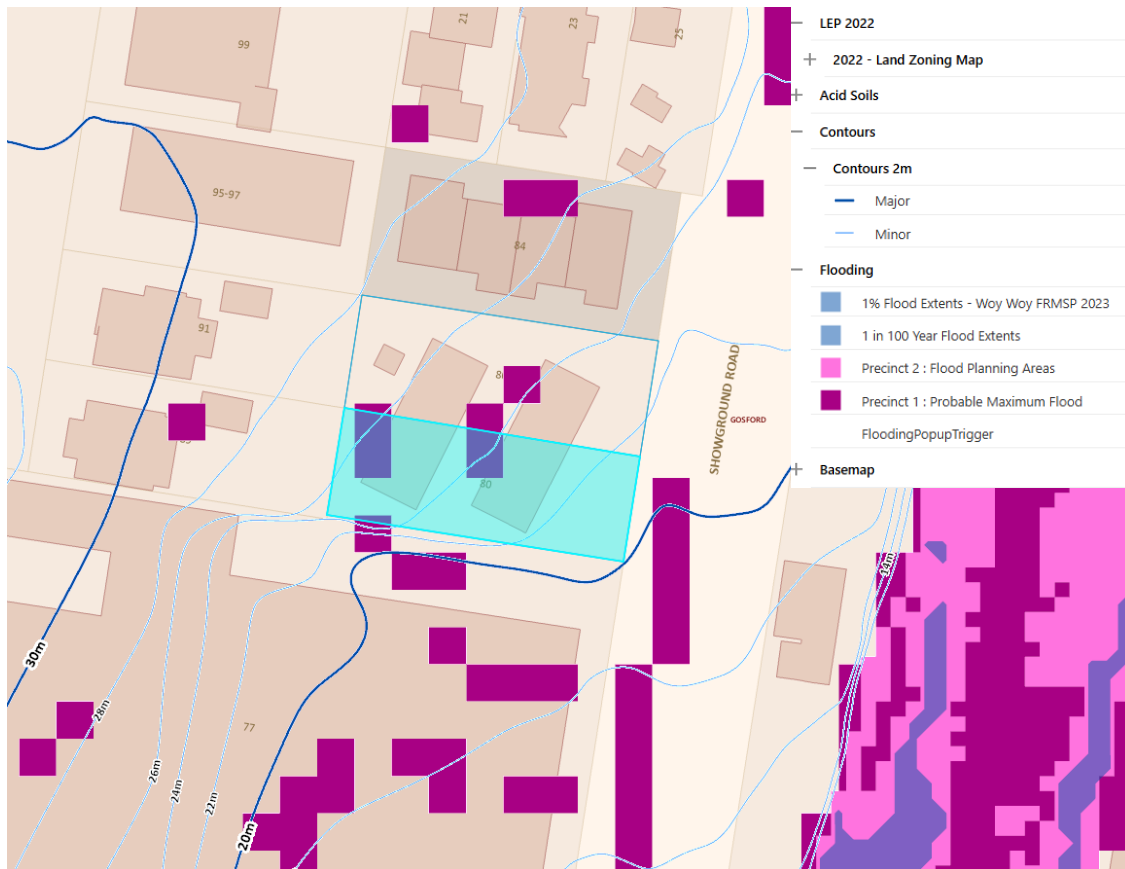 LEP 2022
2022 - Land Zoning Map
Acid Soils
Contours
Contours 2m
Major
Minor
Flooding
1% Flood Extents - Woy Woy FRMSP 2023
1 in 100 Year Flood Extents
Precinct 2 : Flood Planning Areas
Precinct 1 : Probable Maximum Flood
FloodingPopupTrigger
Basemap
21
23
25
99
95-97
84
91
80
SHOWGROUND ROAD
GOSFORD
14m
30m
28m
26m
24m
22m
20m
77